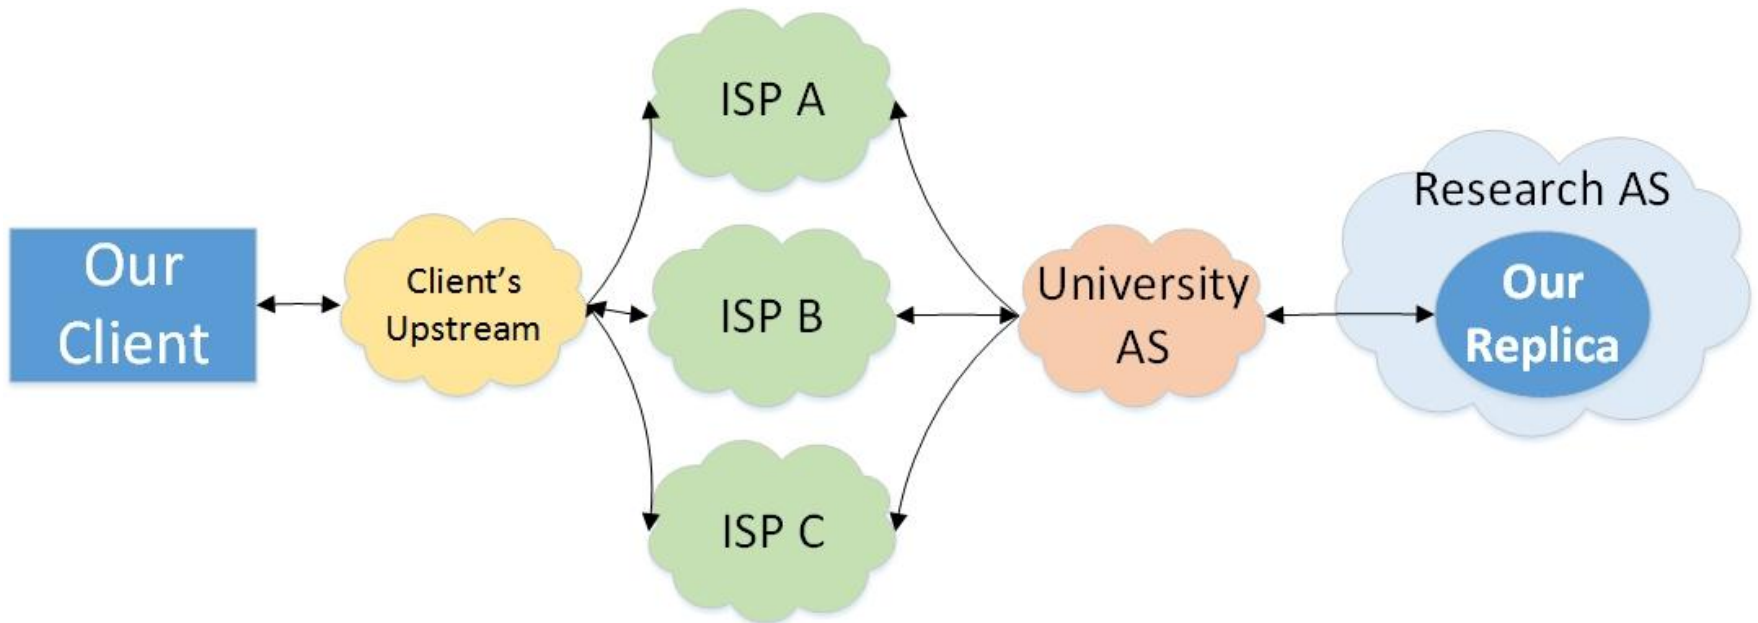 Our
Client
Client’s
Upstream
ISP A
ISP B
ISP C
University
AS
Research AS
Our
Replica